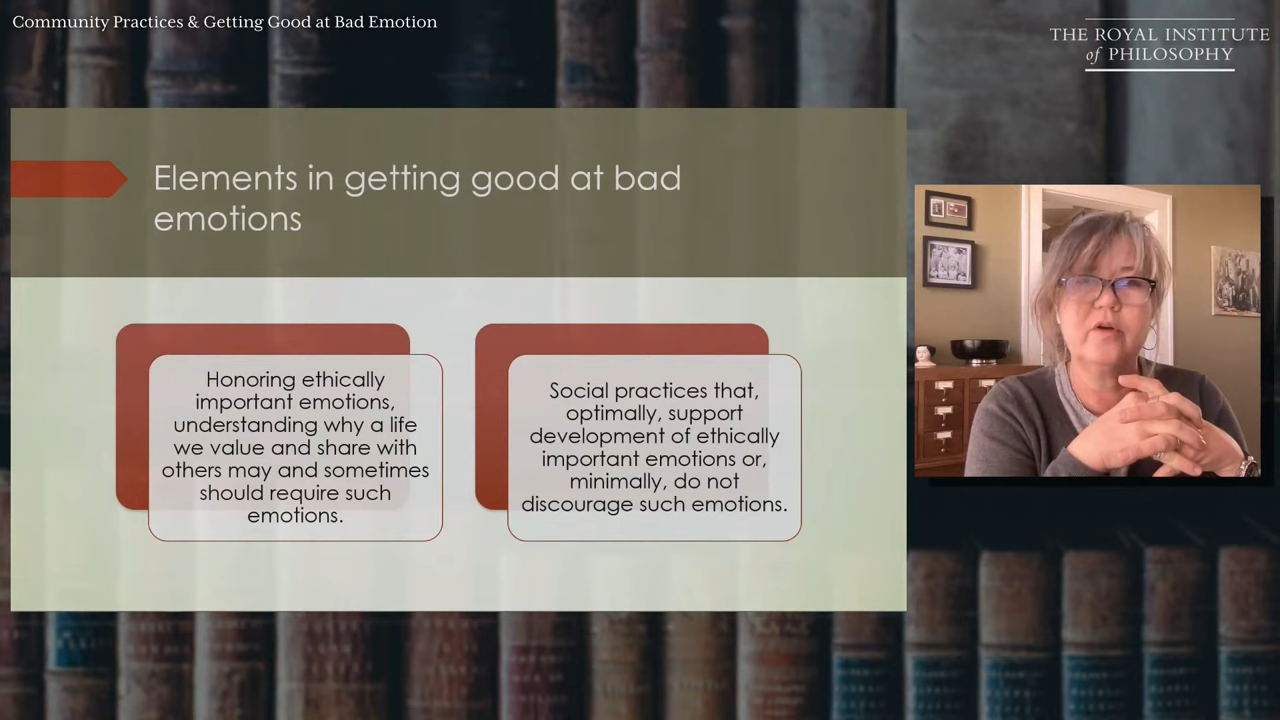 Community Practices & Getting Good at Bad Emotion
THE ROYAL INSTITUTE
of PHILOSOPHY
Elements in getting good at bad
emotions
Honoring ethically
important emotions,
understanding why a life
we value and share with
others may and sometimes
should require such
emotions.
Social practices that,
optimally, support
development of ethically
important emotions or,
minimally, do not
discourage such emotions.